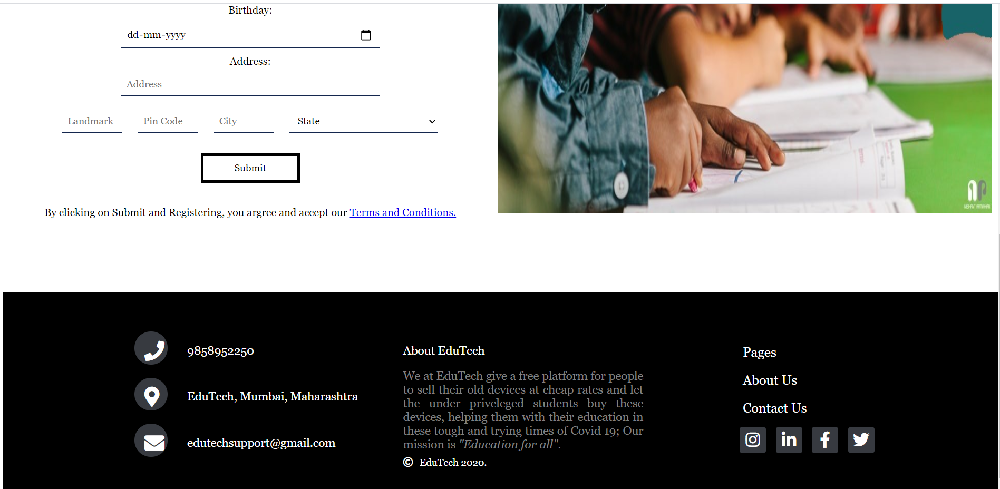 Birthday:
dd-mm-yyyy
Address:
Address
Landmark Pin Code City State
Submit
By clicking on Submit and Registering, you argree and accept our Terms and Conditions.
9858952250
EduTech, Mumbai, Maharashtra
edutechsupport@gmail.com
About EduTech
We at EduTech give a free platform for people
to sell their old devices at cheap rates and let
the under priveleged students buy these
devices, helping them with their education in
these tough and trying times of Covid 19; Our
mission is "Education for all".
© EduTech 2020.
Pages
About Us
Contact Us